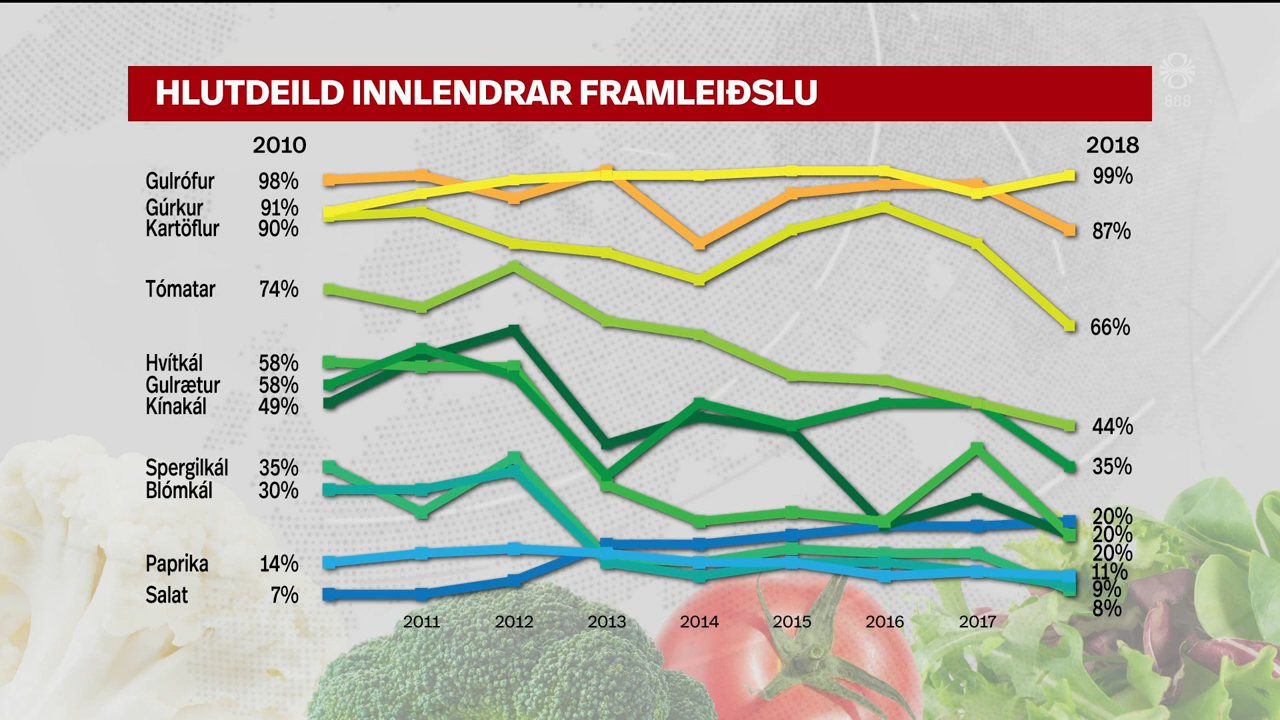 HLUTDEILD INNLENDRAR FRAMLEIÐSLU
888
2010 2018
Gulrófur 98% 99%
Gúrkur 91%
Kartöflur 90% 87%
Tómatar 74%
66%
Hvítkál 58%
Gulrætur 58%
Kínakál 49%
44%
Spergilkál 35% 35%
Blómkál 30%
20%
20%
20%
Paprika 14% 11%
9%
Salat 7% 8%
2011 2012 2013 2014 2015 2016 2017